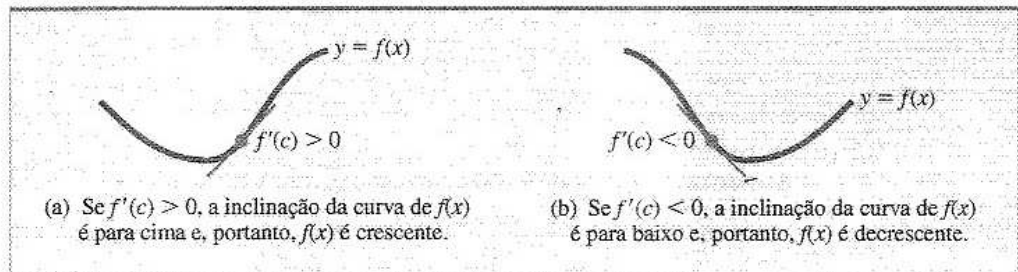 y = f(x)
f'(c) > 0
(a) Se f'(c) > 0, a inclinação da curva de f(x)
é para cima e, portanto, f(x) é crescente.
y = f(x)
f'(c) < 0
(b) Se f'(c) < 0, a inclinação da curva de f(x)
é para baixo e, portanto, f(x) é decrescente.